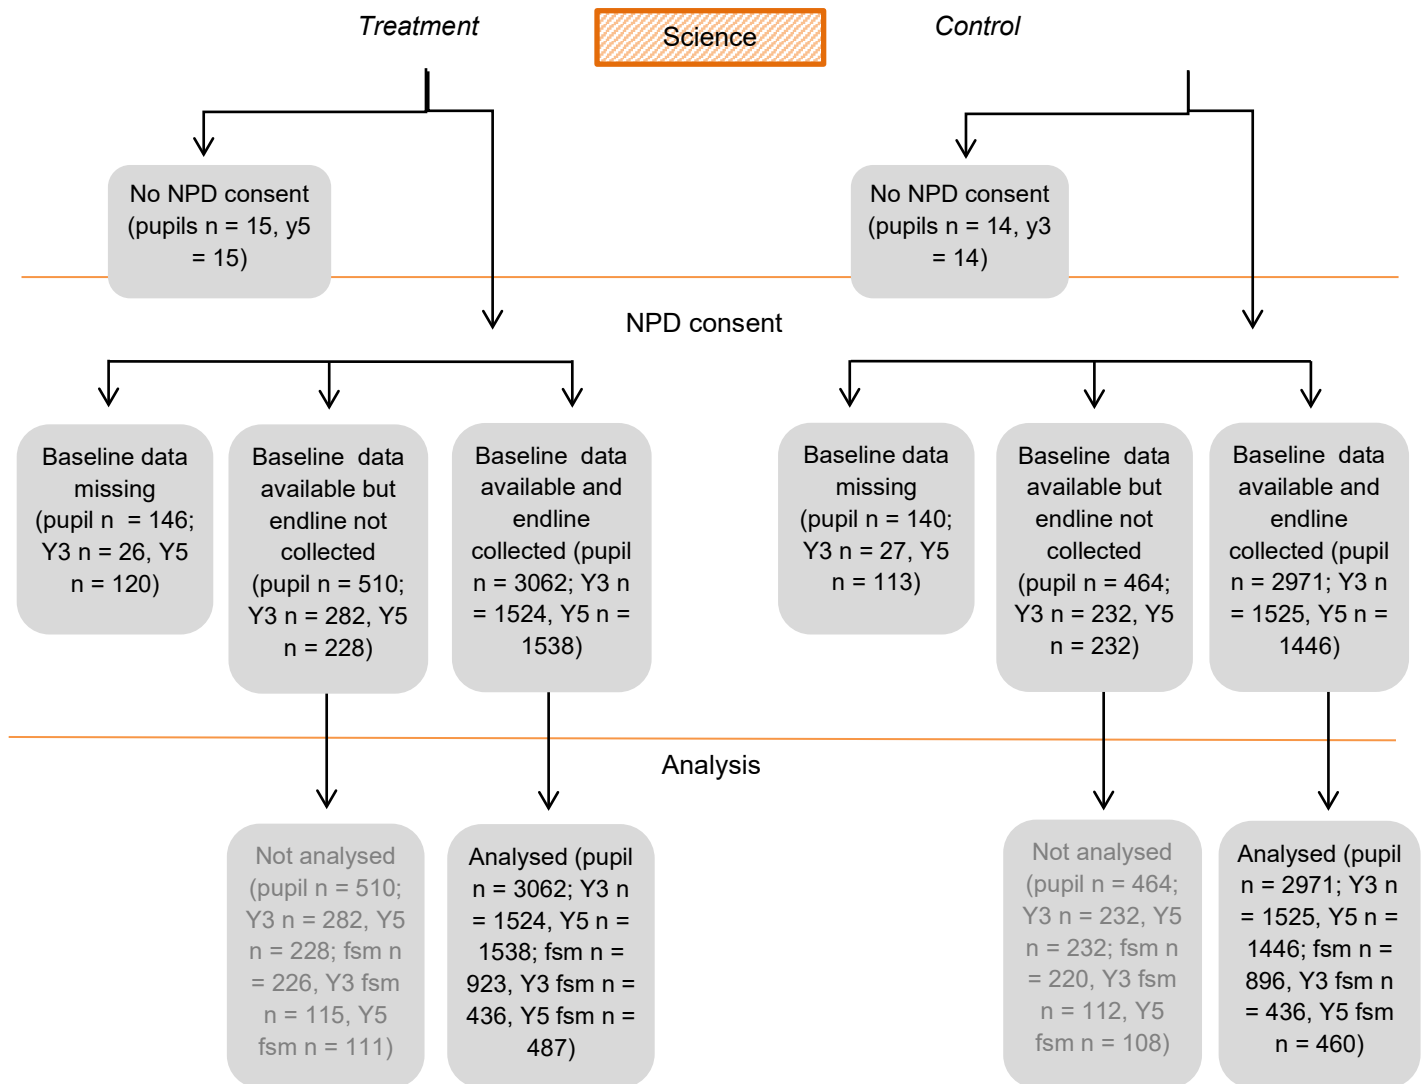 Treatment
Science
Control
No NPD consent
(pupils n = 15, y5
= 15)
No NPD consent
(pupils n = 14, y3
= 14)
NPD consent
Baseline data
missing
(pupil n  = 146;
Y3 n = 26, Y5
n = 120)
Baseline  data
available but
endline not
collected
(pupil n = 510;
Y3 n = 282, Y5
n = 228)
Baseline  data
available and
endline
collected (pupil
n = 3062; Y3 n
= 1524, Y5 n =
1538)
Baseline data
missing
(pupil n = 140;
Y3 n = 27, Y5
n = 113)
Baseline  data
available but
endline not
collected
(pupil n = 464;
Y3 n = 232, Y5
n = 232)
Baseline data
available and
endline
collected (pupil
n = 2971; Y3 n
= 1525, Y5 n =
1446)
Analysis
Not analysed
(pupil n = 510;
Y3 n = 282, Y5
n = 228; fsm n
= 226, Y3 fsm
n = 115, Y5
fsm n = 111)
Analysed (pupil
n = 3062; Y3 n
= 1524, Y5 n =
1538; fsm n =
923, Y3 fsm n =
436, Y5 fsm n =
487)
Not analysed
(pupil n = 464;
Y3 n = 232, Y5
n = 232; fsm n
= 220, Y3 fsm
n = 112, Y5
fsm n = 108)
Analysed (pupil
n = 2971; Y3 n
= 1525, Y5 n =
1446; fsm n =
896, Y3 fsm n
= 436, Y5 fsm
n = 460)